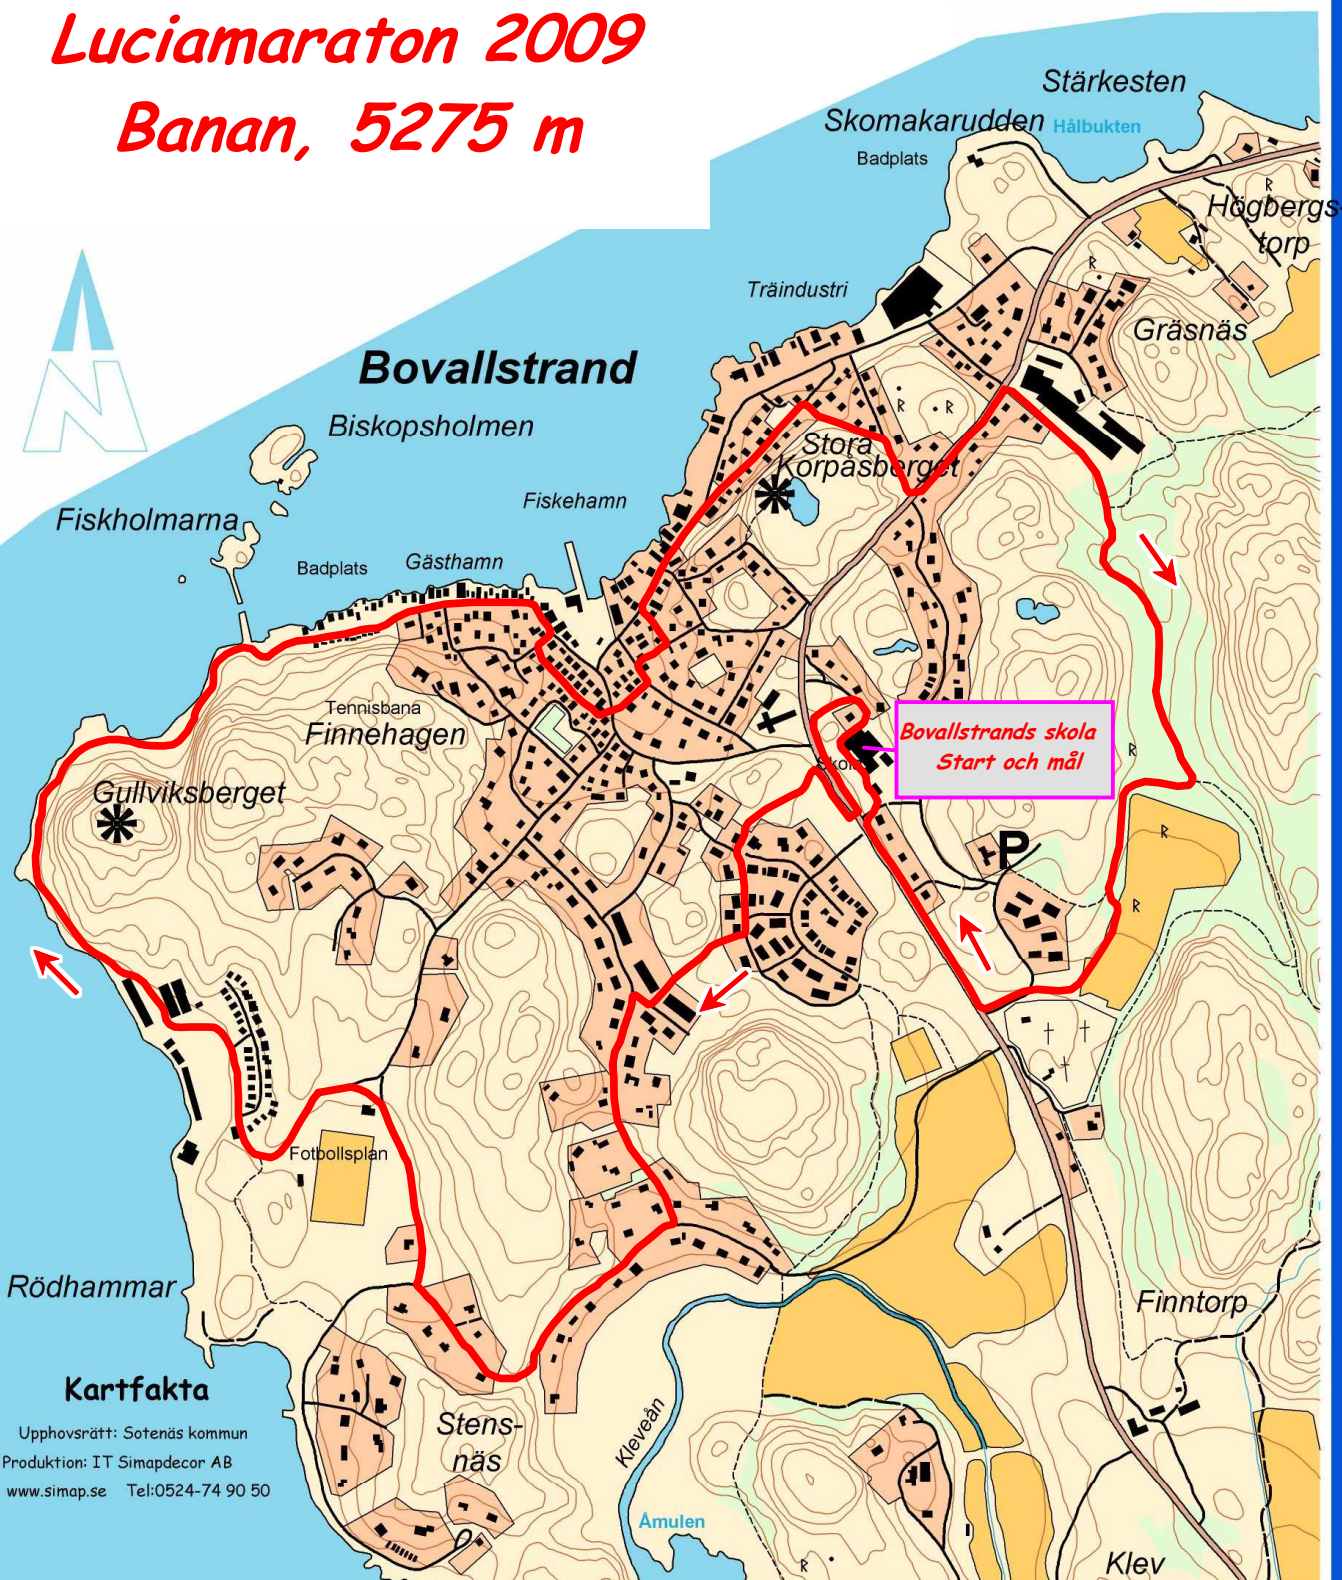 Luciamaraton 2009
Banan, 5275 m
Stärkesten
Skomakarudden
Hålbukten
Badplats
Högbergs-
torp
Träindustri
Gräsnäs
Bovallstrand
Biskopsholmen
Stora
Korpåsberget
Fiskehamn
Fiskholmarna
Gästhamn
Badplats
Tennisbana
Finnehagen
Bovallstrands skola
Start och mål
Skola
Gullviksberget
P
Fotbollsplan
Rödhammar
Finntorp
Kartfakta
Upphovsrätt: Sotenäs kommun
Produktion: IT Simapdecor AB
www.simap.se Tel:0524-74 90 50
Stens-
näs
Kleveån
Åmulen
Klev
N
R
R
R
R
R
R
R
R
R